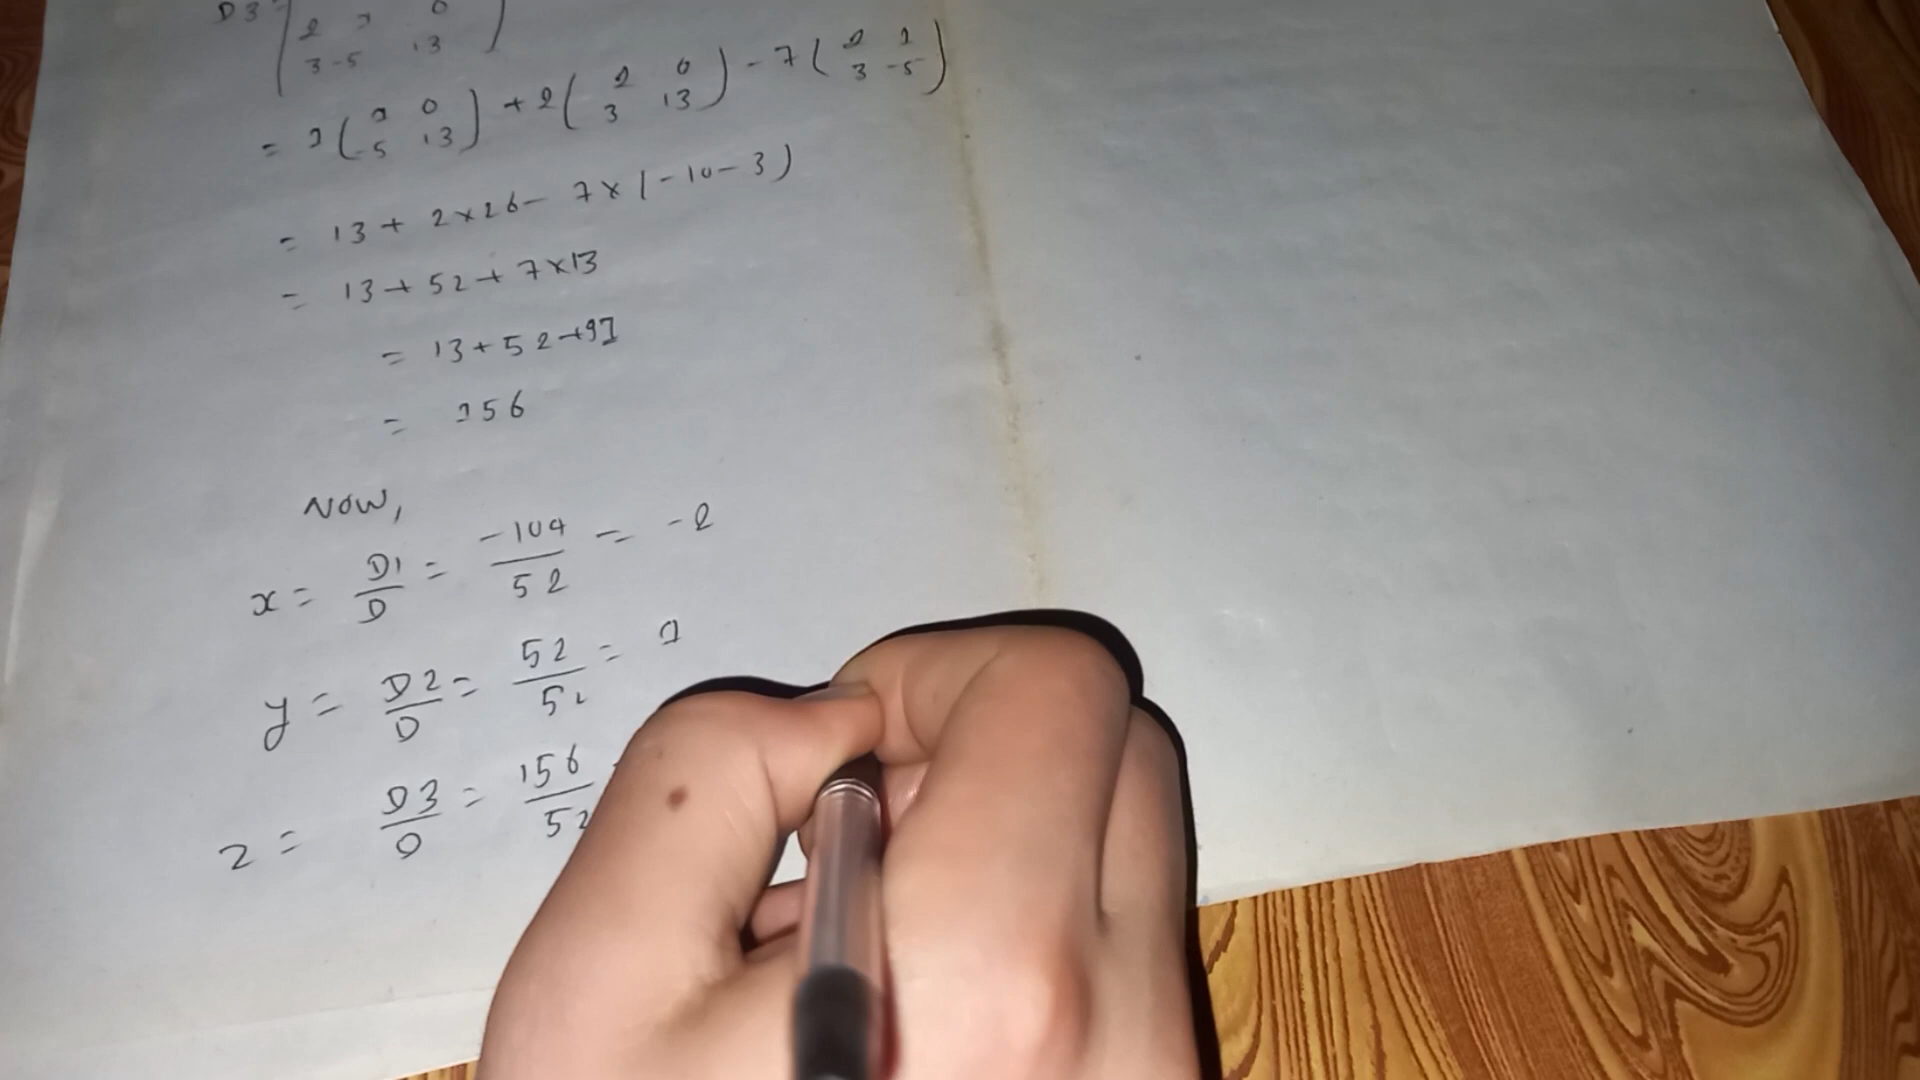 D3 =
2 1 0
3 -5 13
= 1 ( 1 0 -5 13 ) + 2 ( 2 0 3 13 ) - 7 ( 2 1 3 -5 )
= 13 + 2 × 26 - 7 × (-10 - 3)
= 13 + 52 + 7 × 13
= 13 + 52 + 91
= 156
NOW,
x = D1/D = -104/52 = -2
y = D2/D = 52/52 = 1
z = D3/D = 156/52